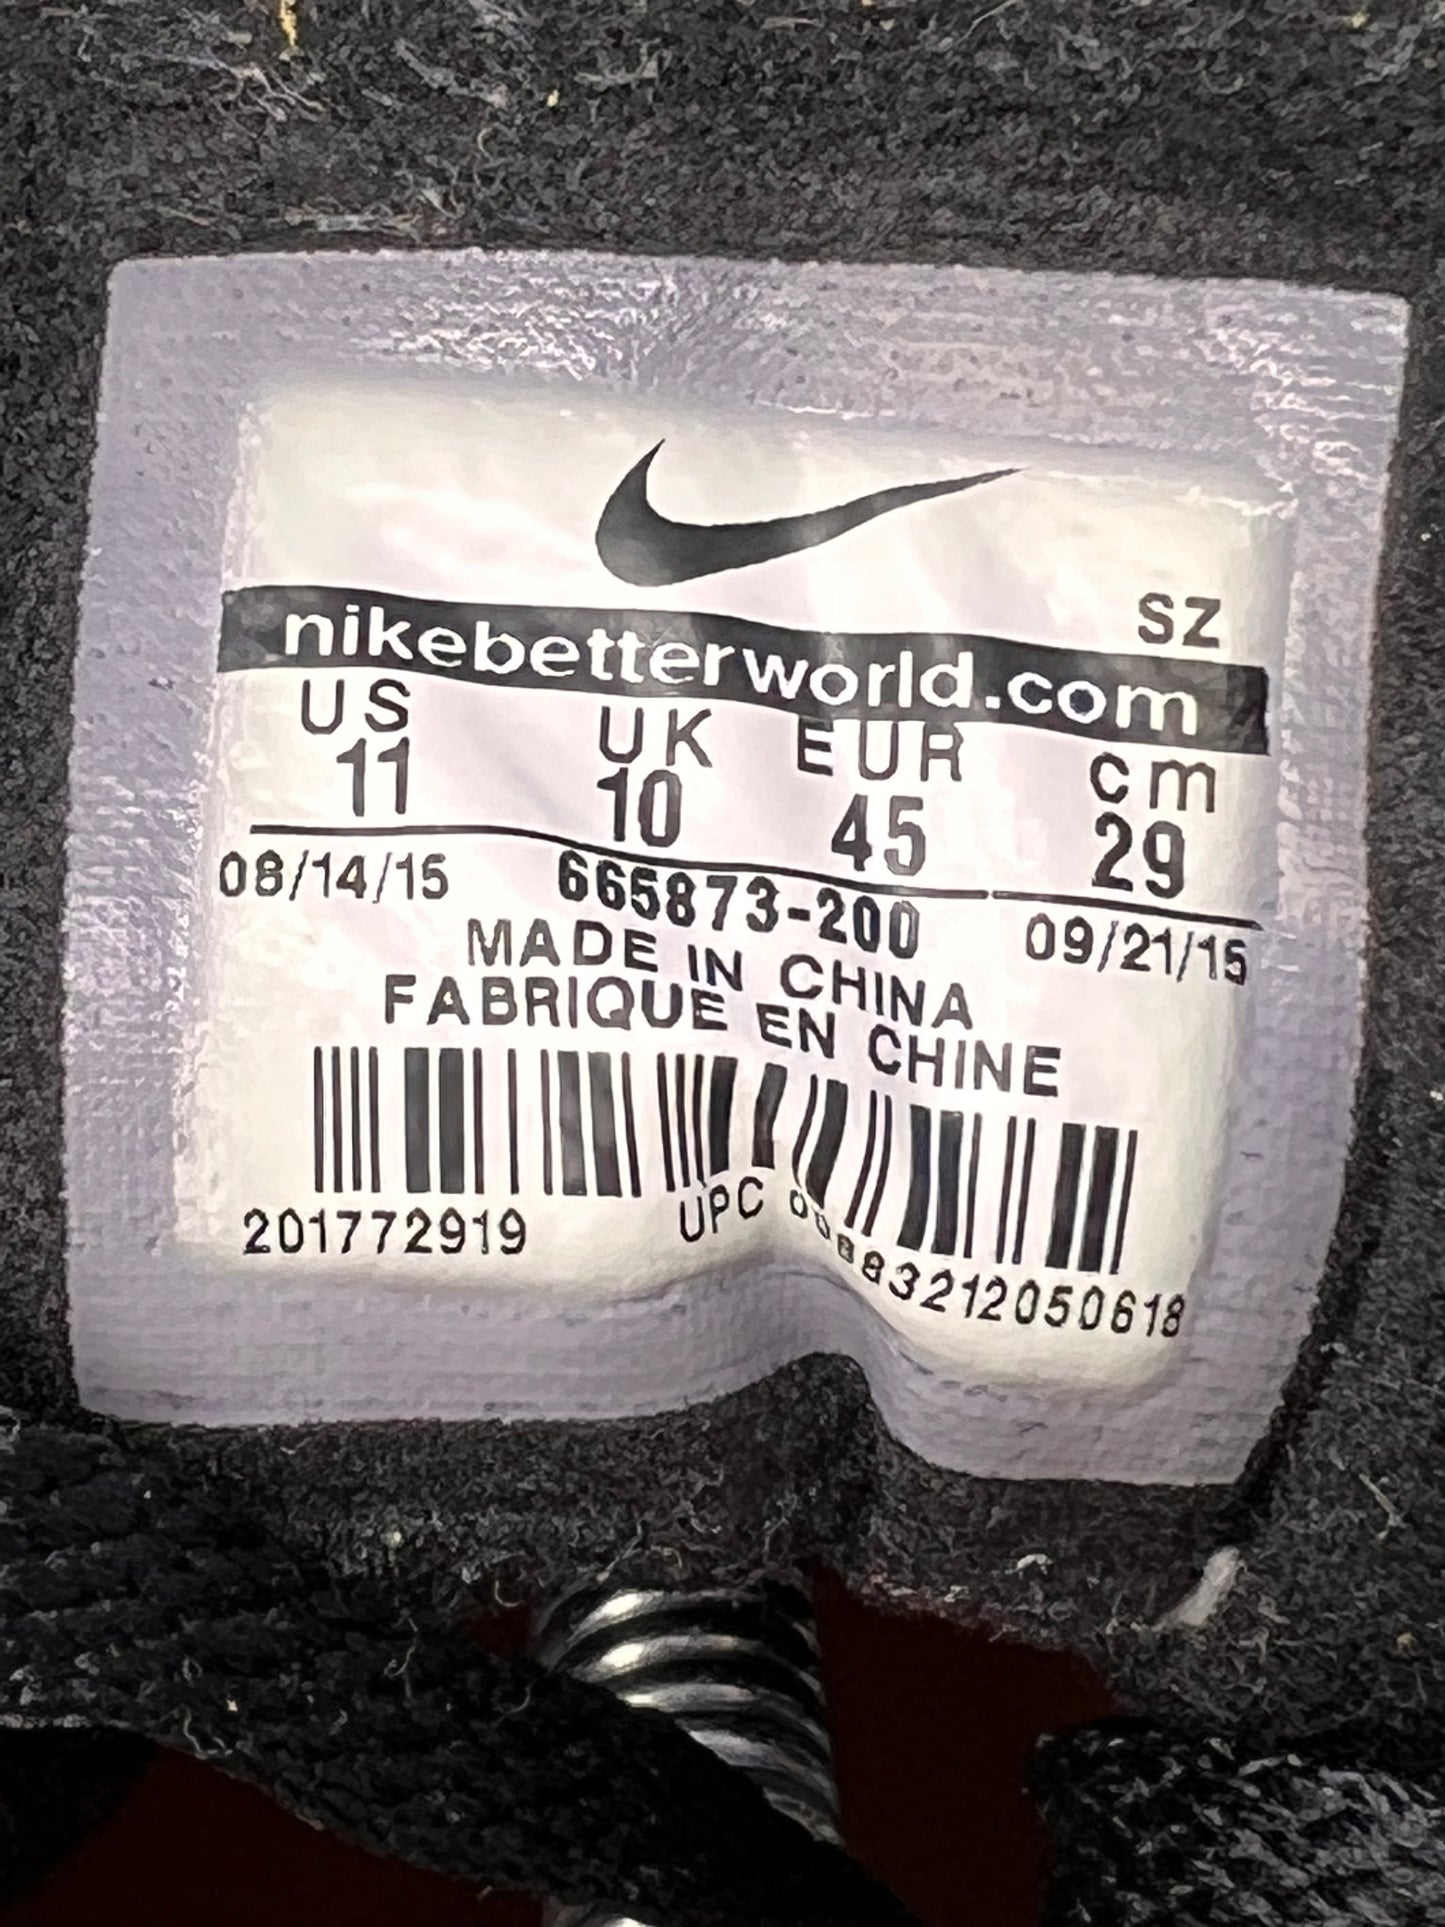 SZ
nikebetterworld.com
US UK EUR cm
11 10 45 29
08/14/15 665873-200 09/21/15
MADE IN CHINA
FABRIQUE EN CHINE
201772919 UPC 00883212050618